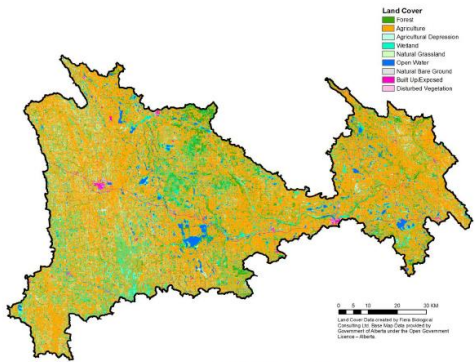 Land Cover
Forest
Agriculture
Agricultural Depression
Wetland
Natural Grassland
Open Water
Natural Bare Ground
Built Up/Exposed
Disturbed Vegetation
0 5 10 20 30 KM
Land Cover Data created by Fiera Biological
Consulting Ltd. Base Map Data provided by
Government of Alberta under the Open Government
Licence – Alberta.